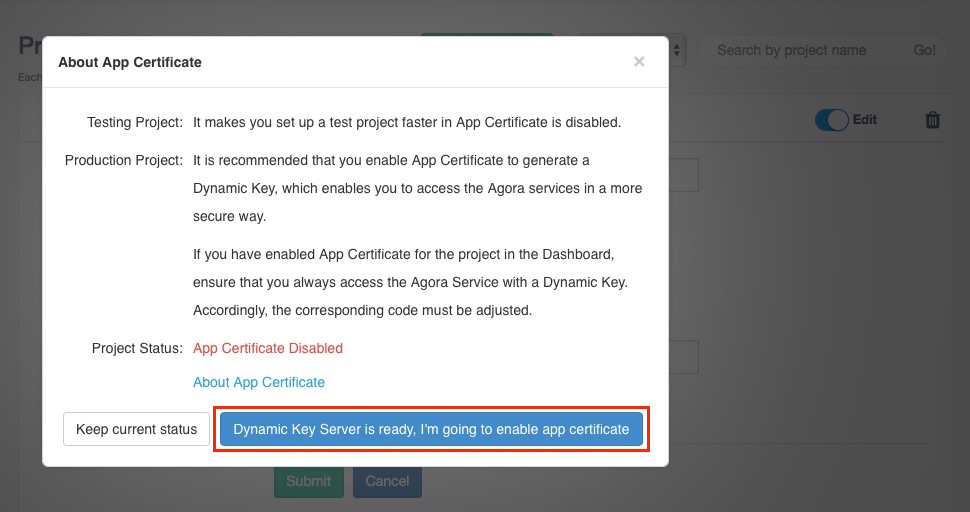 Pr
Search by project name Go!
Each
About App Certificate ×
Edit
Testing Project: It makes you set up a test project faster in App Certificate is disabled.
Production Project: It is recommended that you enable App Certificate to generate a
Dynamic Key, which enables you to access the Agora services in a more
secure way.
If you have enabled App Certificate for the project in the Dashboard,
ensure that you always access the Agora Service with a Dynamic Key.
Accordingly, the corresponding code must be adjusted.
Project Status: App Certificate Disabled
About App Certificate
Keep current status Dynamic Key Server is ready, I'm going to enable app certificate
Submit Cancel